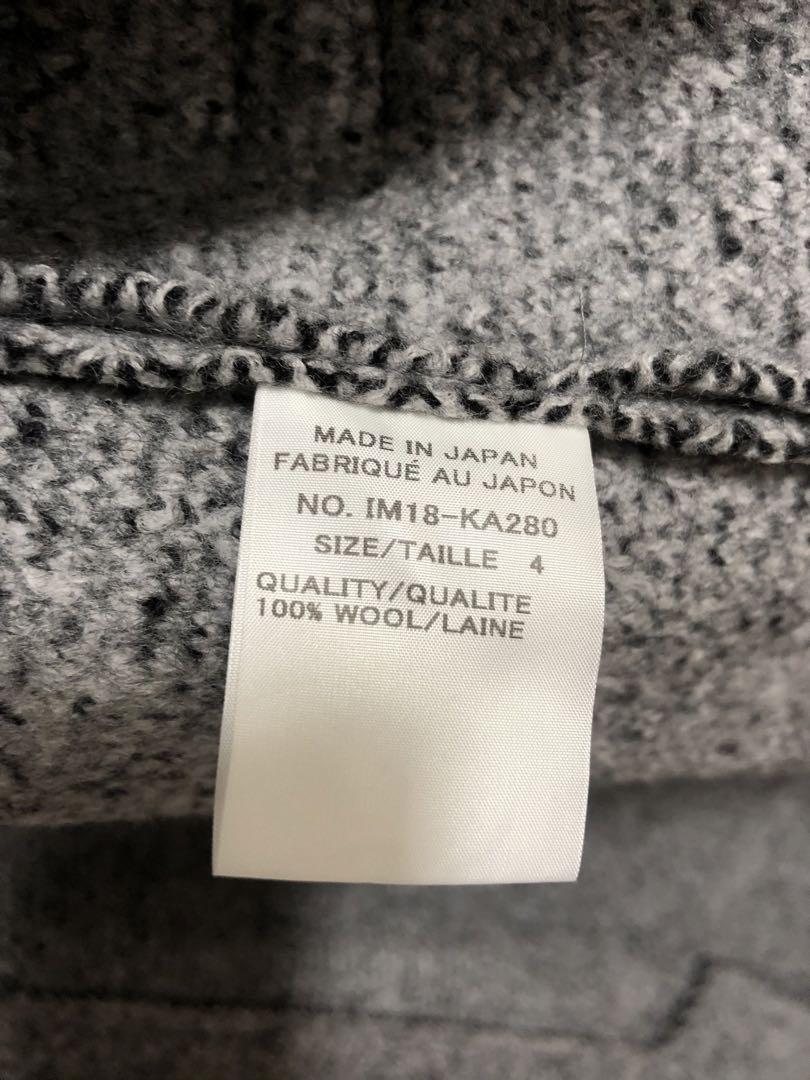 MADE IN JAPAN
FABRIQUÉ AU JAPON
NO. IM18-KA280
SIZE/TAILLE 4
QUALITY/QUALITE
100% WOOL/LAINE